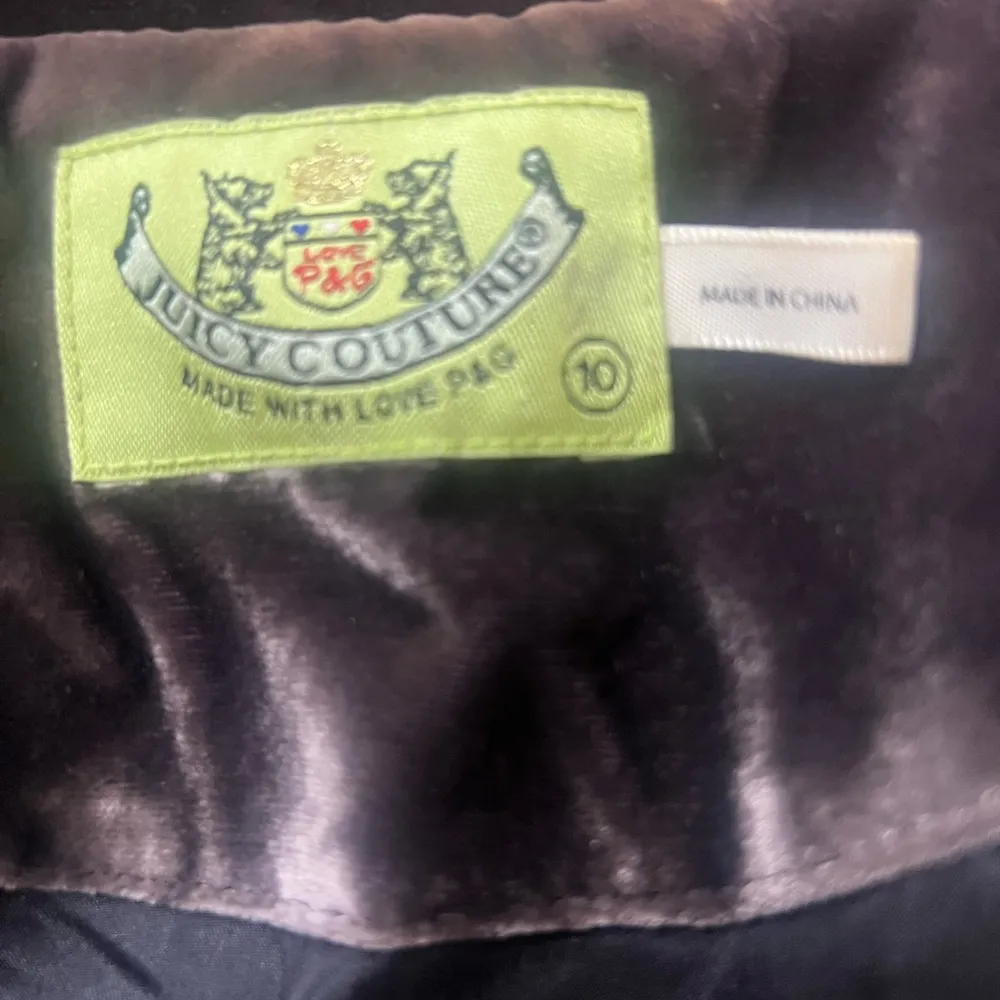 LOVE
P&G
JUICY COUTURE®
MADE WITH LOVE P&G
10
MADE IN CHINA